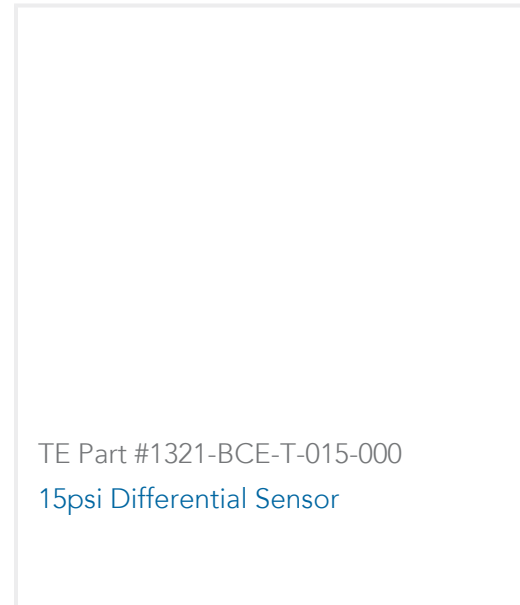 TE Part #1321-BCE-T-015-000
15psi Differential Sensor